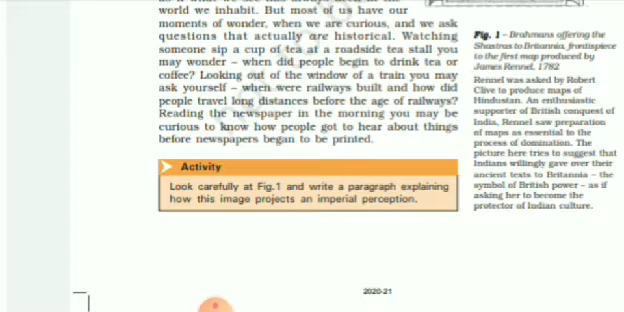 world we inhabit. But most of us have our
moments of wonder, when we are curious, and we ask
questions that actually are historical. Watching
someone sip a cup of tea at a roadside tea stall you
may wonder – when did people begin to drink tea or
coffee? Looking out of the window of a train you may
ask yourself – when were railways built and how did
people travel long distances before the age of railways?
Reading the newspaper in the morning you may be
curious to know how people got to hear about things
before newspapers began to be printed.
Activity
Look carefully at Fig.1 and write a paragraph explaining
how this image projects an imperial perception.
Fig. 1 – Brahmans offering the
Shastras to Britannia, frontispiece
to the first map produced by
James Rennel, 1782
Rennel was asked by Robert
Clive to produce maps of
Hindustan. An enthusiastic
supporter of British conquest of
India, Rennel saw preparation
of maps as essential to the
process of domination. The
picture here tries to suggest that
Indians willingly gave over their
ancient texts to Britannia – the
symbol of British power – as if
asking her to become the
protector of Indian culture.
2020-21